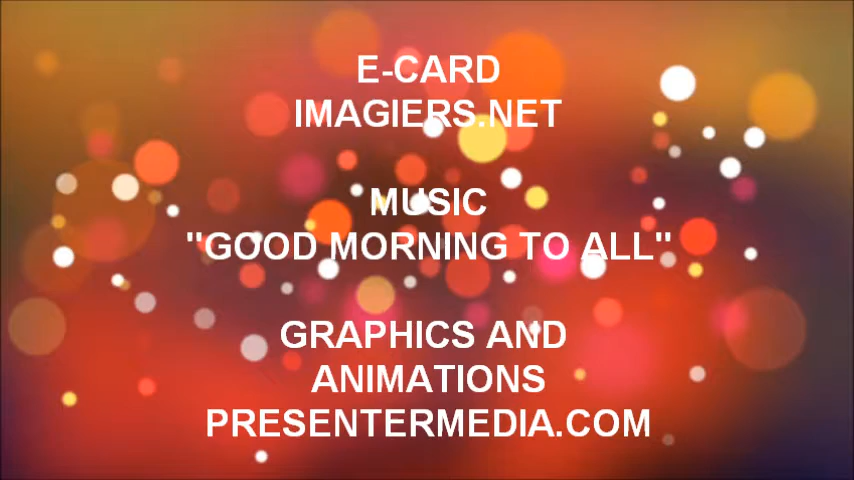 E-CARD
IMAGIERS.NET
MUSIC
"GOOD MORNING TO ALL"
GRAPHICS AND
ANIMATIONS
PRESENTERMEDIA.COM